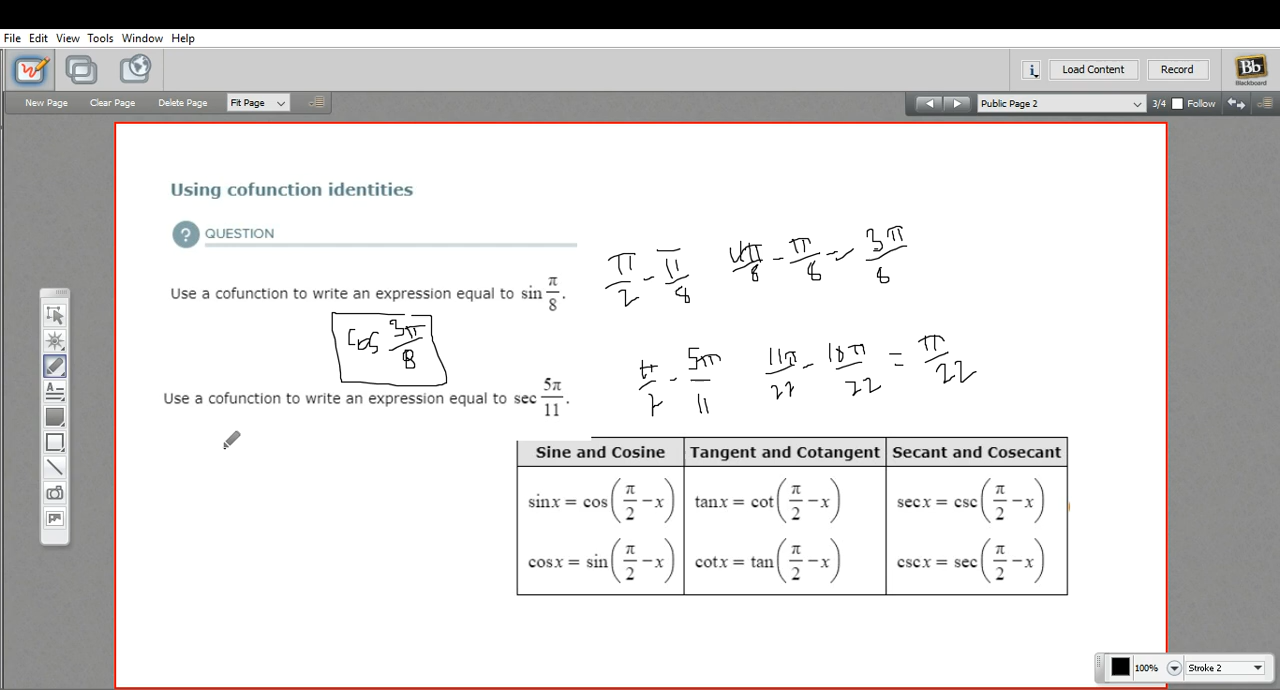 File Edit View Tools Window Help
Load Content Record Bb Blackboard
New Page Clear Page Delete Page Fit Page Public Page 2 3/4 Follow
Using cofunction identities
? QUESTION
π/2 - π/8 4π/8 - π/8 = 3π/8
Use a cofunction to write an expression equal to sin π/8.
cos 3π/8
π/2 - 5π/11 11π/22 - 10π/22 = π/22
Use a cofunction to write an expression equal to sec 5π/11.
Sine and Cosine Tangent and Cotangent Secant and Cosecant
sin x = cos(π/2 − x) tan x = cot(π/2 − x) sec x = csc(π/2 − x)
cos x = sin(π/2 − x) cot x = tan(π/2 − x) csc x = sec(π/2 − x)
100% Stroke 2